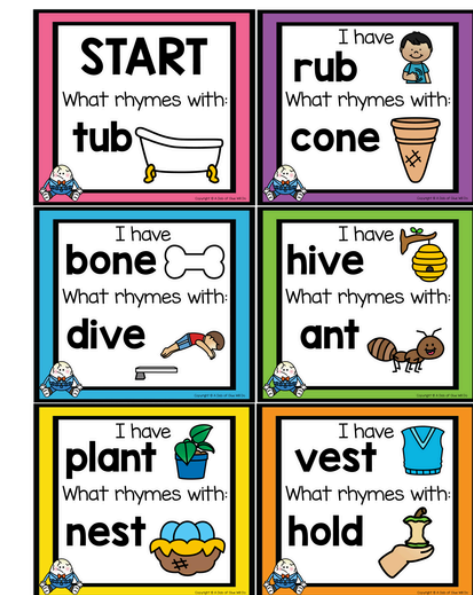 START
What rhymes with:
tub
I have
rub
What rhymes with:
cone
I have
bone
What rhymes with:
dive
I have
hive
What rhymes with:
ant
I have
plant
What rhymes with:
nest
I have
vest
What rhymes with:
hold